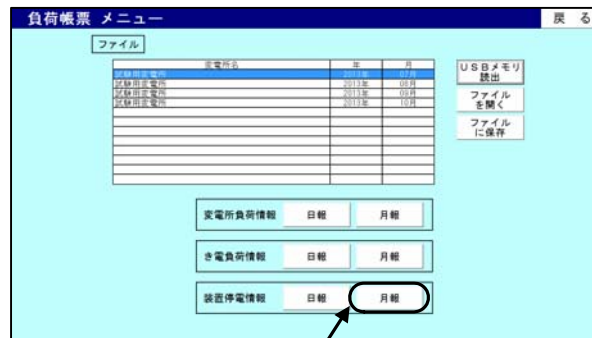 負荷帳票 メニュー 戻 る
ファイル
変電所名 年 月
試験用変電所 2013年 07月
試験用変電所 2013年 08月
試験用変電所 2013年 09月
試験用変電所 2013年 10月
USBメモリ
読出
ファイル
を開く
ファイル
に保存
変電所負荷情報 日報 月報
き電負荷情報 日報 月報
装置停電情報 日報 月報